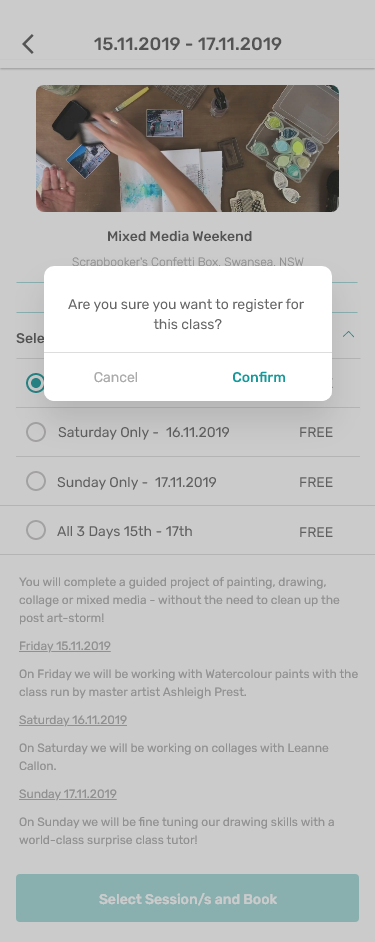 15.11.2019 - 17.11.2019
Mixed Media Weekend
Scrapbooker's Confetti Box, Swansea, NSW
Are you sure you want to register for
this class?
Cancel
Confirm
Saturday Only - 16.11.2019
FREE
Sunday Only - 17.11.2019
FREE
All 3 Days 15th - 17th
FREE
You will complete a guided project of painting, drawing,
collage or mixed media - without the need to clean up the
post art-storm!
Friday 15.11.2019
On Friday we will be working with Watercolour paints with the
class run by master artist Ashleigh Prest.
Saturday 16.11.2019
On Saturday we will be working on collages with Leanne
Callon.
Sunday 17.11.2019
On Sunday we will be fine tuning our drawing skills with a
world-class surprise class tutor!
Select Session/s and Book